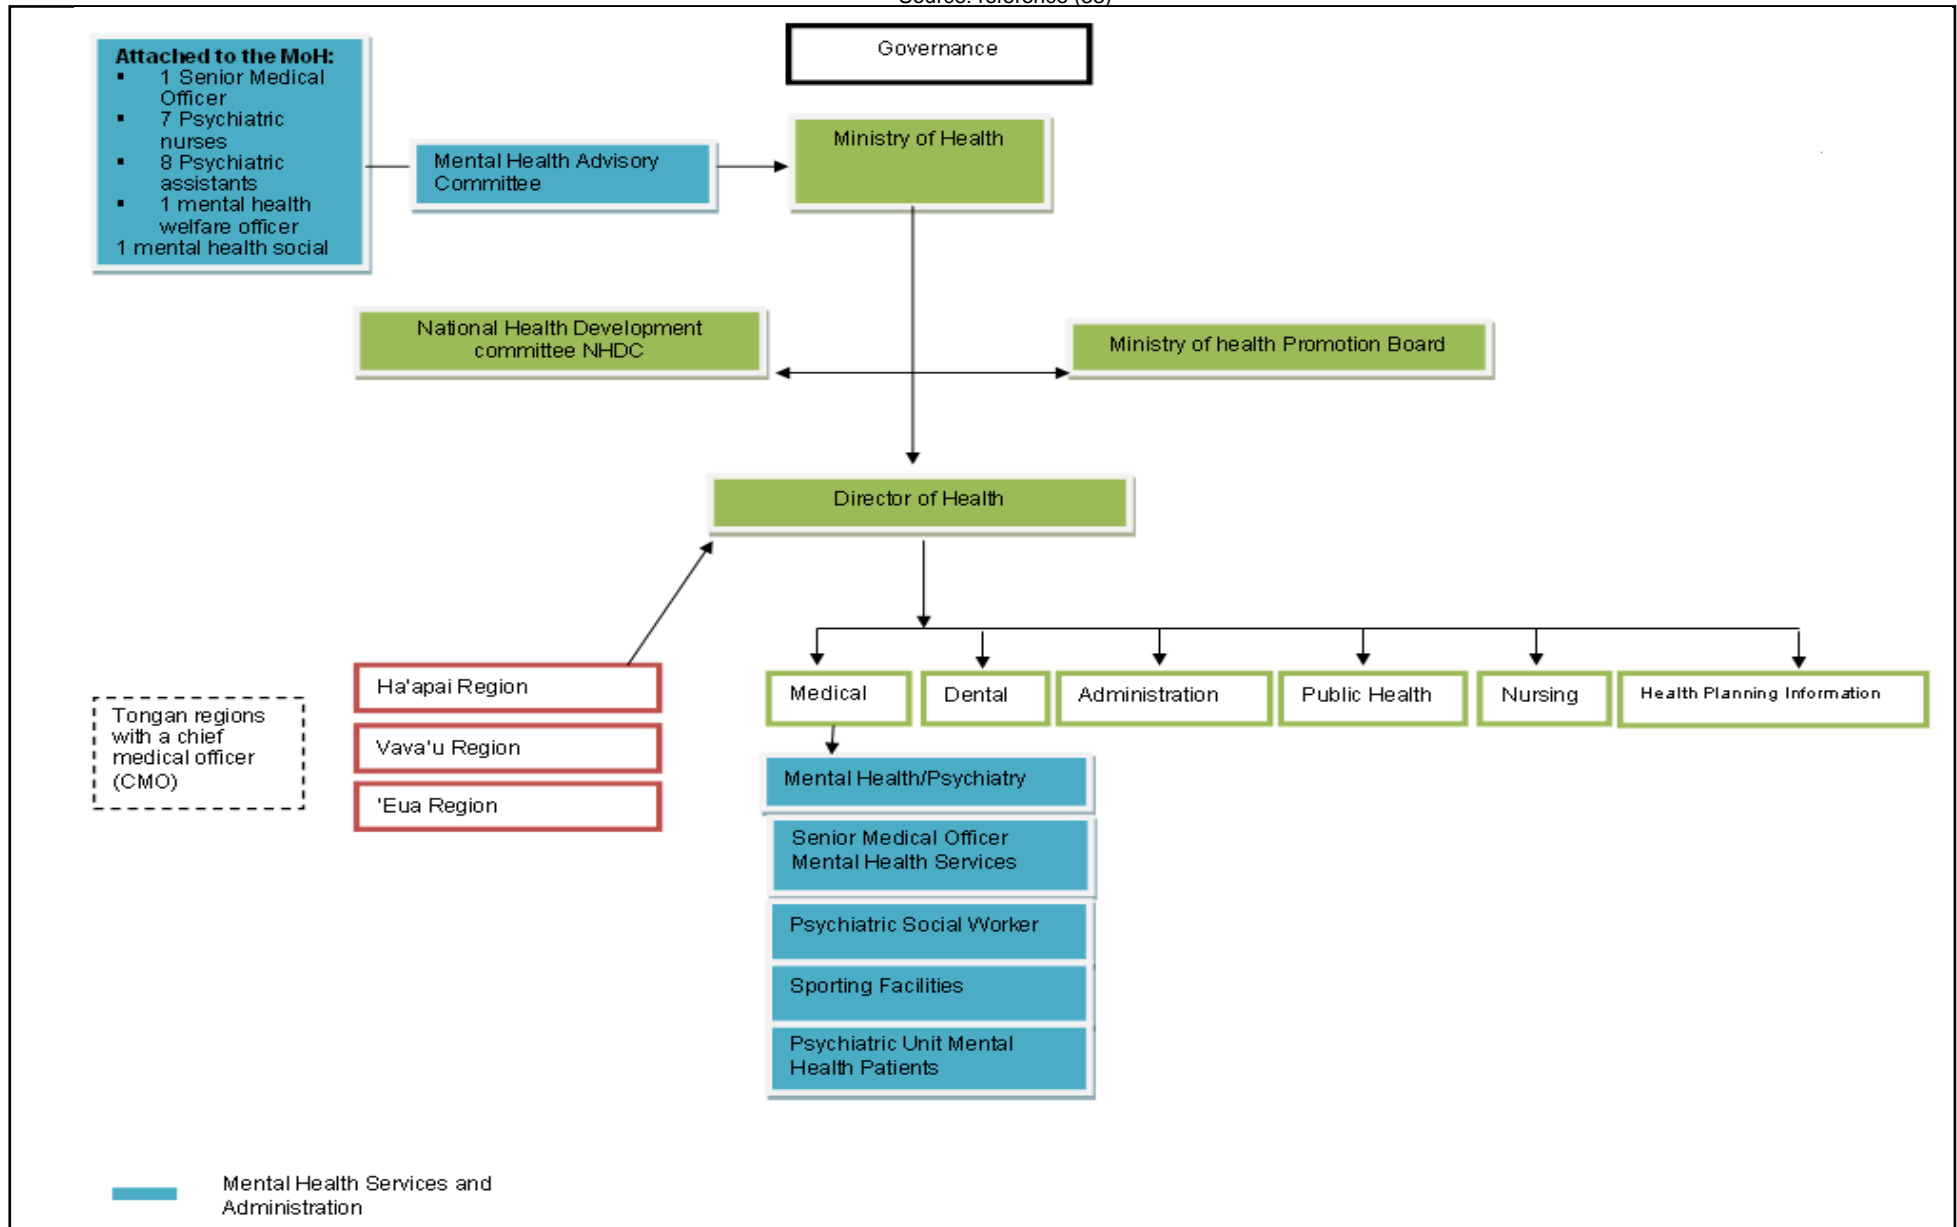 Source: reference (38)
Governance
Attached to the MoH:
▪ 1 Senior Medical
Officer
▪ 7 Psychiatric
nurses
▪ 8 Psychiatric
assistants
▪ 1 mental health
welfare officer
1 mental health social
Mental Health Advisory
Committee
Ministry of Health
National Health Development
committee NHDC
Ministry of health Promotion Board
Director of Health
Tongan regions
with a chief
medical officer
(CMO)
Ha'apai Region
Vava'u Region
'Eua Region
Medical
Dental
Administration
Public Health
Nursing
Health Planning Information
Mental Health/Psychiatry
Senior Medical Officer
Mental Health Services
Psychiatric Social Worker
Sporting Facilities
Psychiatric Unit Mental
Health Patients
Mental Health Services and
Administration